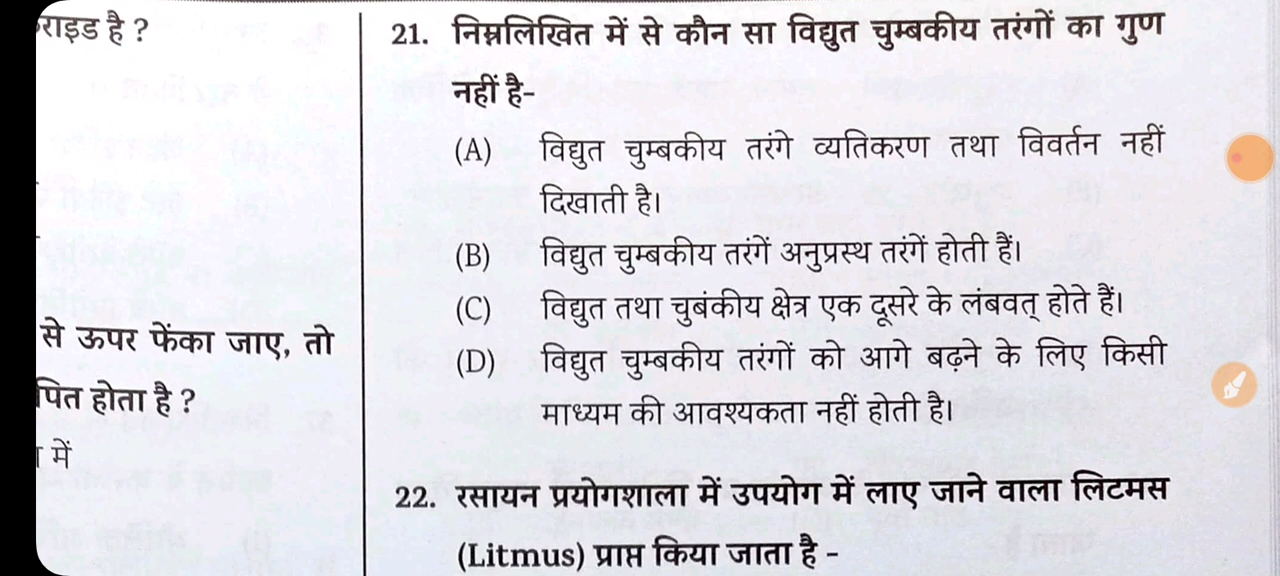 राइड है ?
से ऊपर फेंका जाए, तो
पित होता है ?
में
21. निम्नलिखित में से कौन सा विद्युत चुम्बकीय तरंगों का गुण
नहीं है-
(A) विद्युत चुम्बकीय तरंगे व्यतिकरण तथा विवर्तन नहीं
दिखाती है।
(B) विद्युत चुम्बकीय तरंगें अनुप्रस्थ तरंगें होती हैं।
(C) विद्युत तथा चुबंकीय क्षेत्र एक दूसरे के लंबवत् होते हैं।
(D) विद्युत चुम्बकीय तरंगों को आगे बढ़ने के लिए किसी
माध्यम की आवश्यकता नहीं होती है।
22. रसायन प्रयोगशाला में उपयोग में लाए जाने वाला लिटमस
(Litmus) प्राप्त किया जाता है -